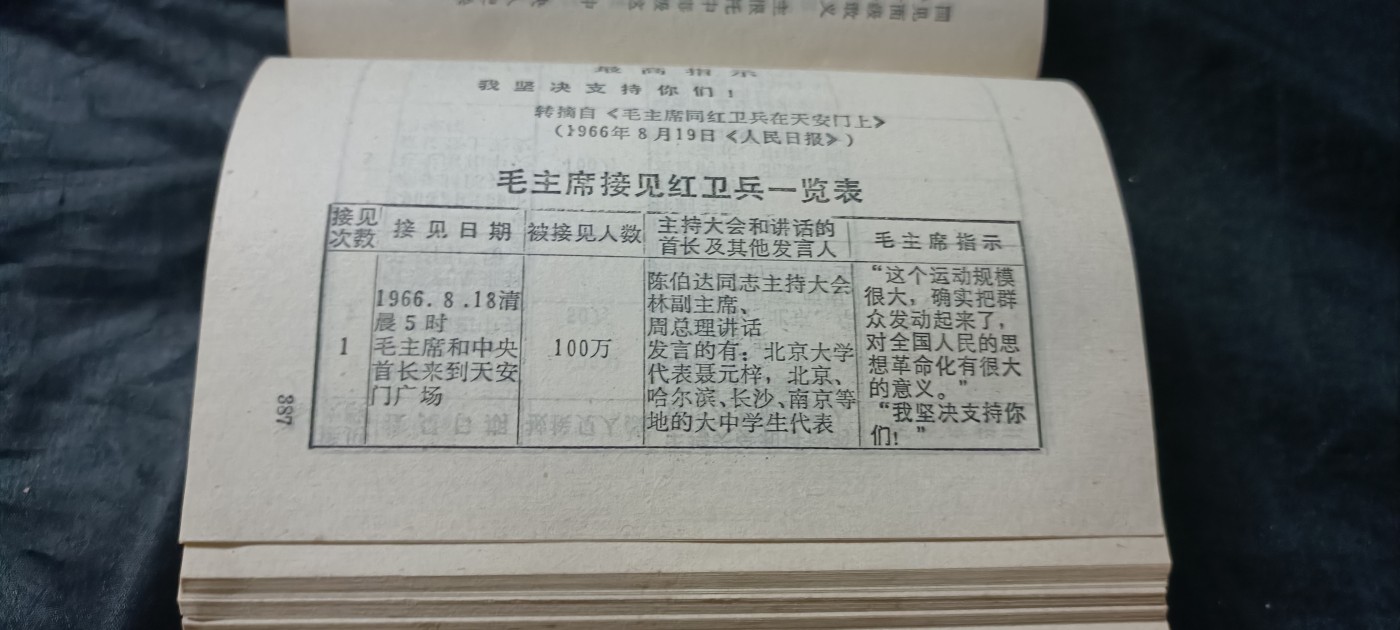 最高指示
我坚决支持你们！
转摘自《毛主席同红卫兵在天安门上》
（1966年8月19日《人民日报》）
毛主席接见红卫兵一览表
接见
次数
接见日期
被接见人数
主持大会和讲话的
首长及其他发言人
毛主席指示
1
1966.8.18清
晨5时
毛主席和中央
首长来到天安
门广场
100万
陈伯达同志主持大会
林副主席、
周总理讲话
发言的有：北京大学
代表聂元梓，北京、
哈尔滨、长沙、南京等
地的大中学生代表
“这个运动规模
很大，确实把群
众发动起来了，
对全国人民的思
想革命化有很大
的意义。”
“我坚决支持你
们！”
387